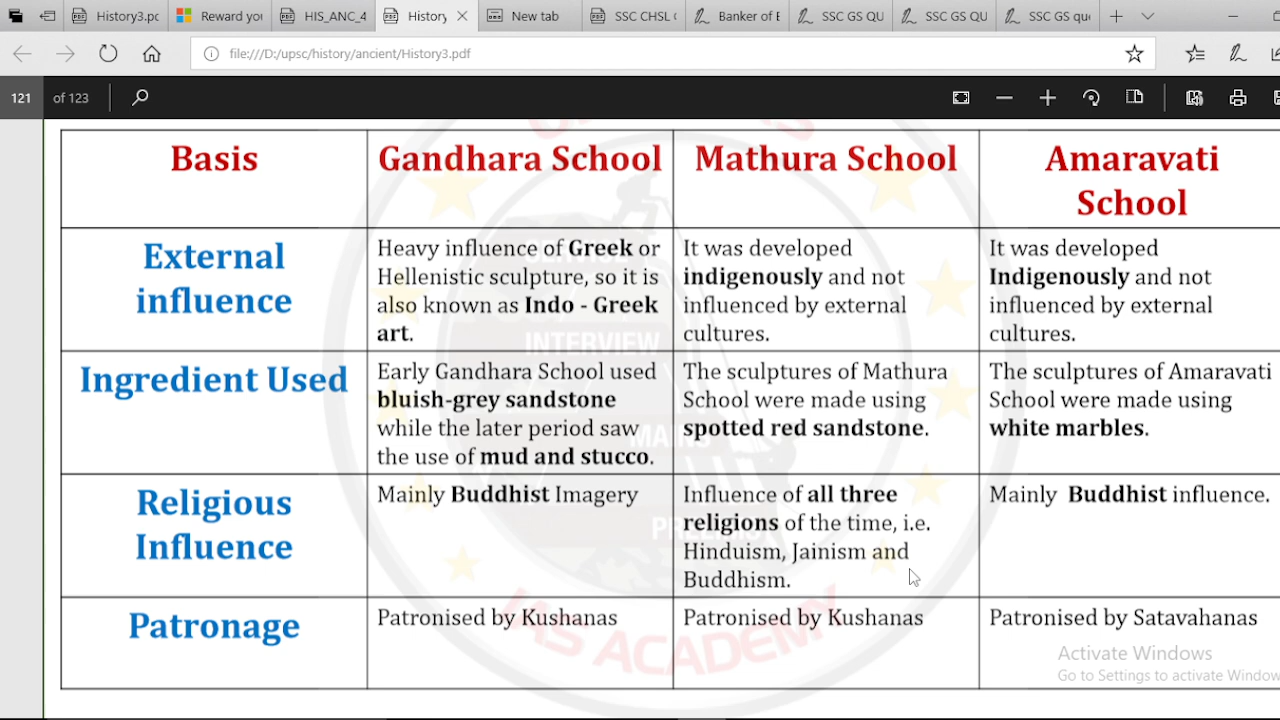 History3.pc
Reward you
HIS_ANC_4
History
New tab
SSC CHSL (
Banker of E
SSC GS QU
SSC GS QU
SSC GS que
file:///D:/upsc/history/ancient/History3.pdf
121 of 123
Basis
Gandhara School
Mathura School
Amaravati
School
External
influence
Heavy influence of Greek or
Hellenistic sculpture, so it is
also known as Indo - Greek
art.
It was developed
indigenously and not
influenced by external
cultures.
It was developed
Indigenously and not
influenced by external
cultures.
Ingredient Used
Early Gandhara School used
bluish-grey sandstone
while the later period saw
the use of mud and stucco.
The sculptures of Mathura
School were made using
spotted red sandstone.
The sculptures of Amaravati
School were made using
white marbles.
Religious
Influence
Mainly Buddhist Imagery
Influence of all three
religions of the time, i.e.
Hinduism, Jainism and
Buddhism.
Mainly Buddhist influence.
Patronage
Patronised by Kushanas
Patronised by Kushanas
Patronised by Satavahanas
SERVICE
INTERVIEW
MAINS
IAS ACADEMY
Activate Windows
Go to Settings to activate Window